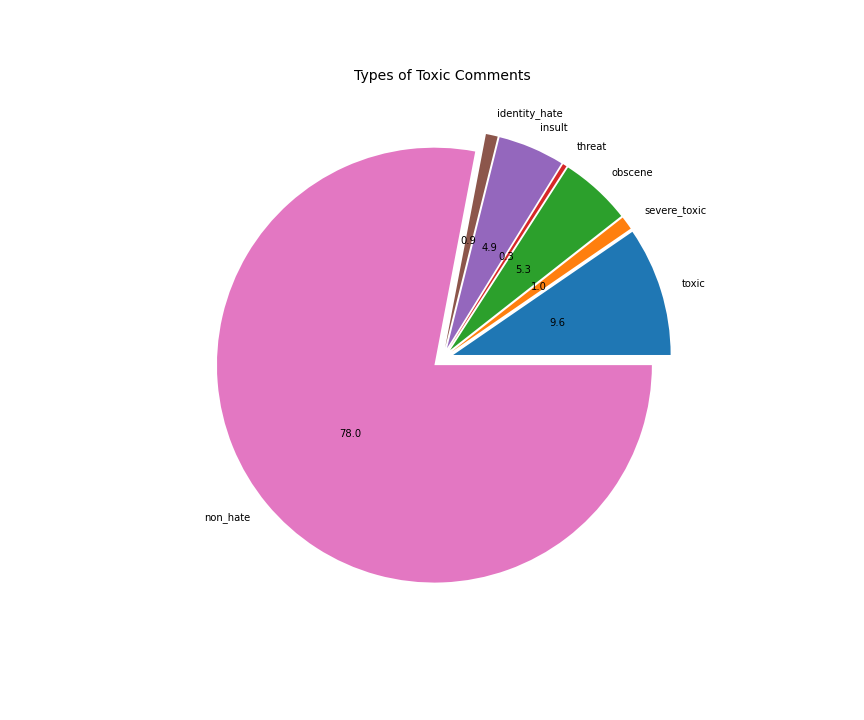 Types of Toxic Comments
identity_hate
insult
threat
obscene
severe_toxic
toxic
0.9
4.9
0.3
5.3
1.0
9.6
78.0
non_hate